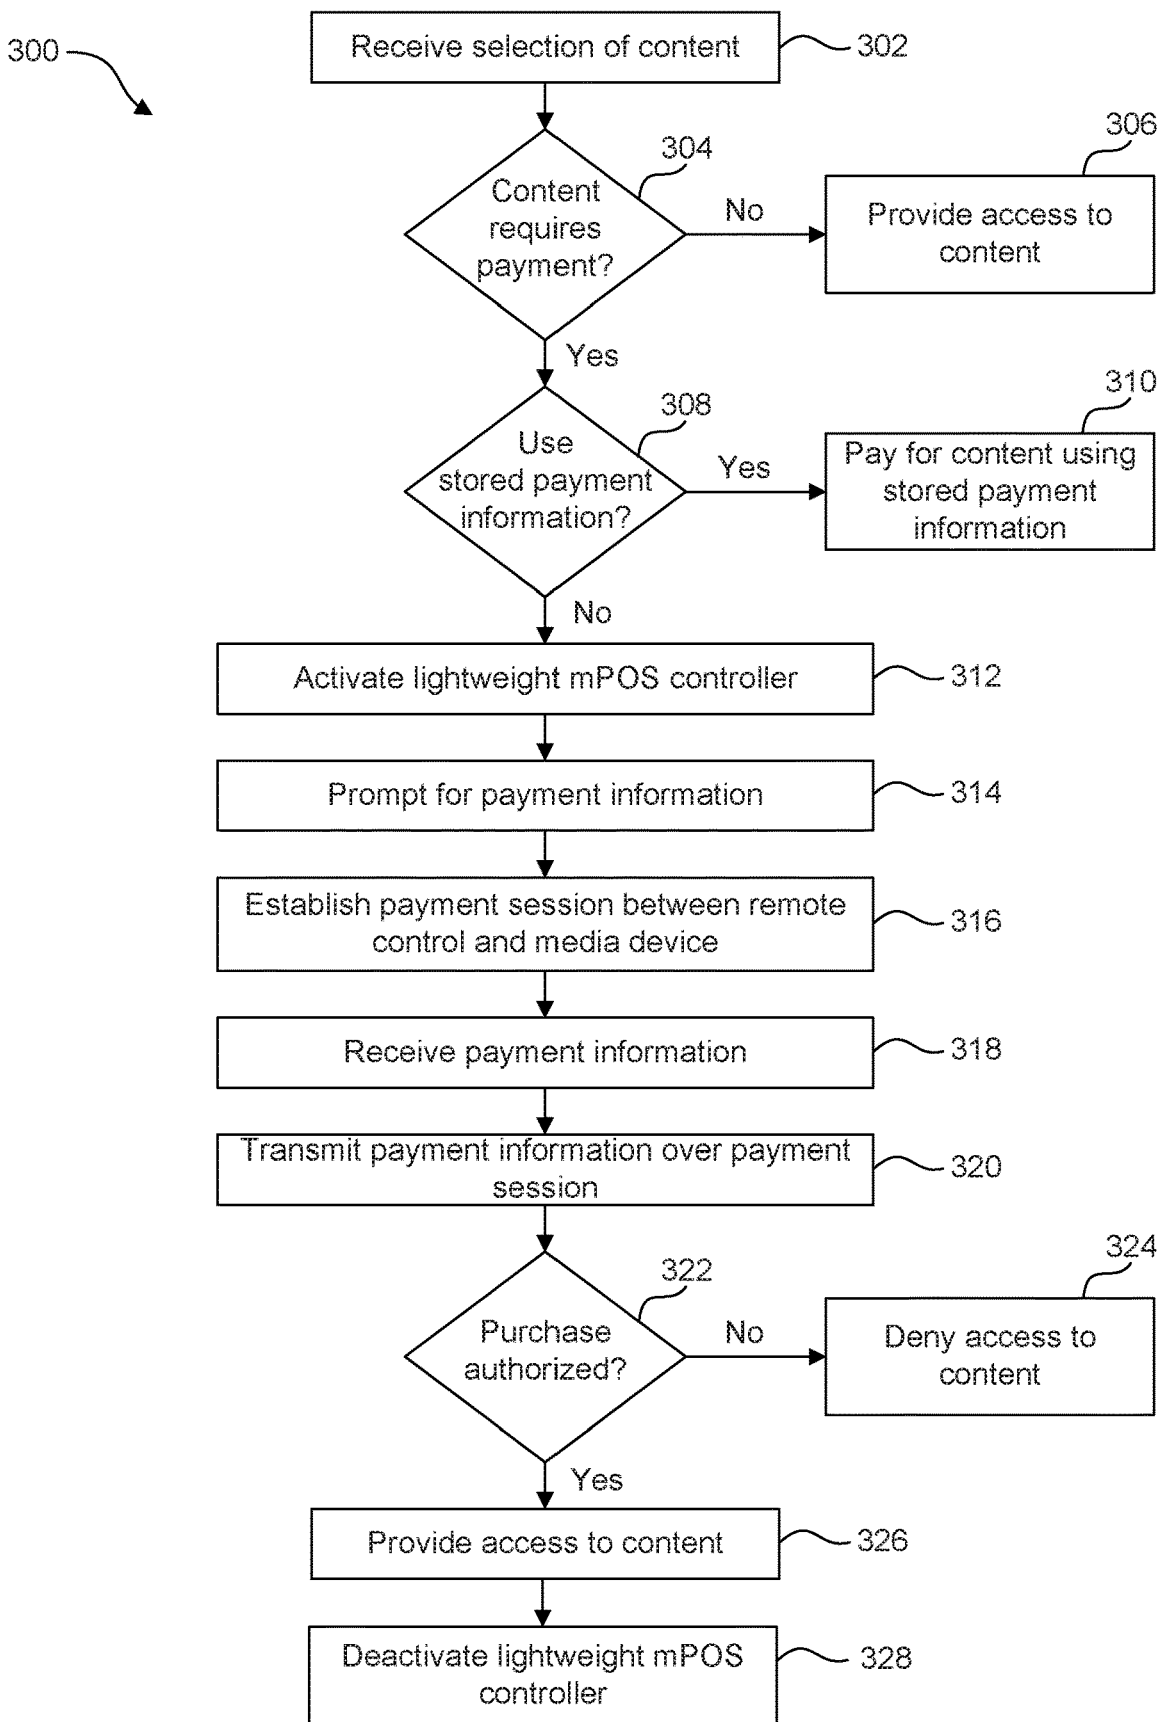 300
Receive selection of content
302
304
Content
requires
payment?
No
306
Provide access to
content
Yes
308
Use
stored payment
information?
Yes
310
Pay for content using
stored payment
information
No
Activate lightweight mPOS controller
312
Prompt for payment information
314
Establish payment session between remote
control and media device
316
Receive payment information
318
Transmit payment information over payment
session
320
322
Purchase
authorized?
No
324
Deny access to
content
Yes
Provide access to content
326
Deactivate lightweight mPOS
controller
328